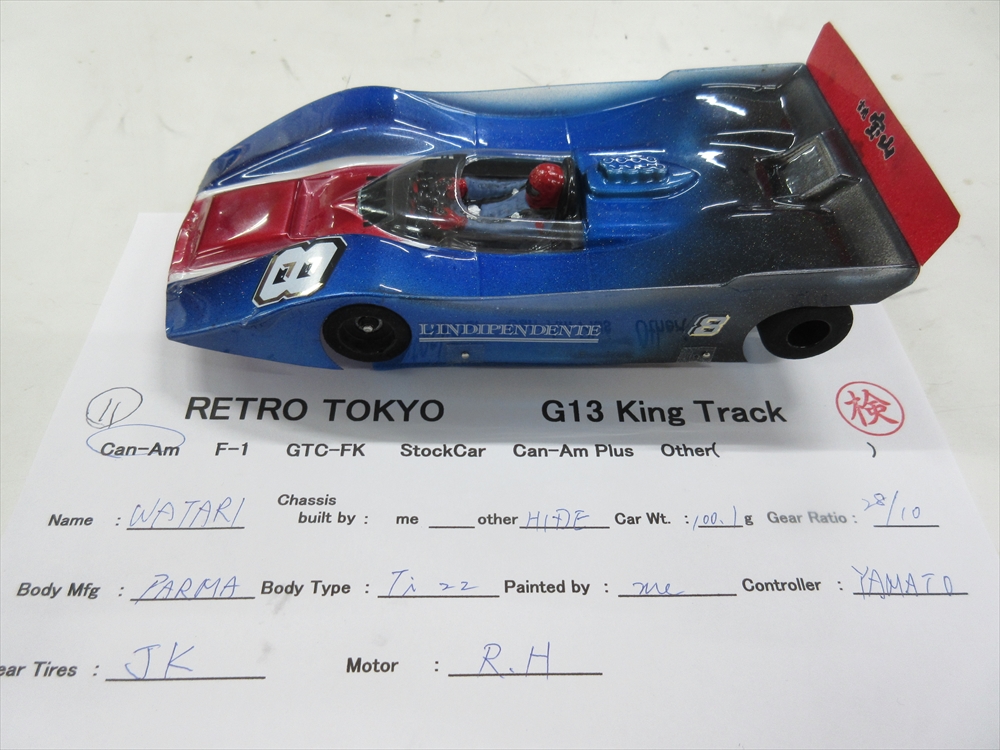 宝山
8
L'INDIPENDENTE
8
11 RETRO TOKYO G13 King Track 検
Can-Am F-1 GTC-FK StockCar Can-Am Plus Other( )
Name : WATARI Chassis built by : me other HIDE Car Wt. : 100.1 g Gear Ratio : 28/10
Body Mfg : PARMA Body Type : Ti 22 Painted by : me Controller : YAMATO
ear Tires : JK Motor : R.H